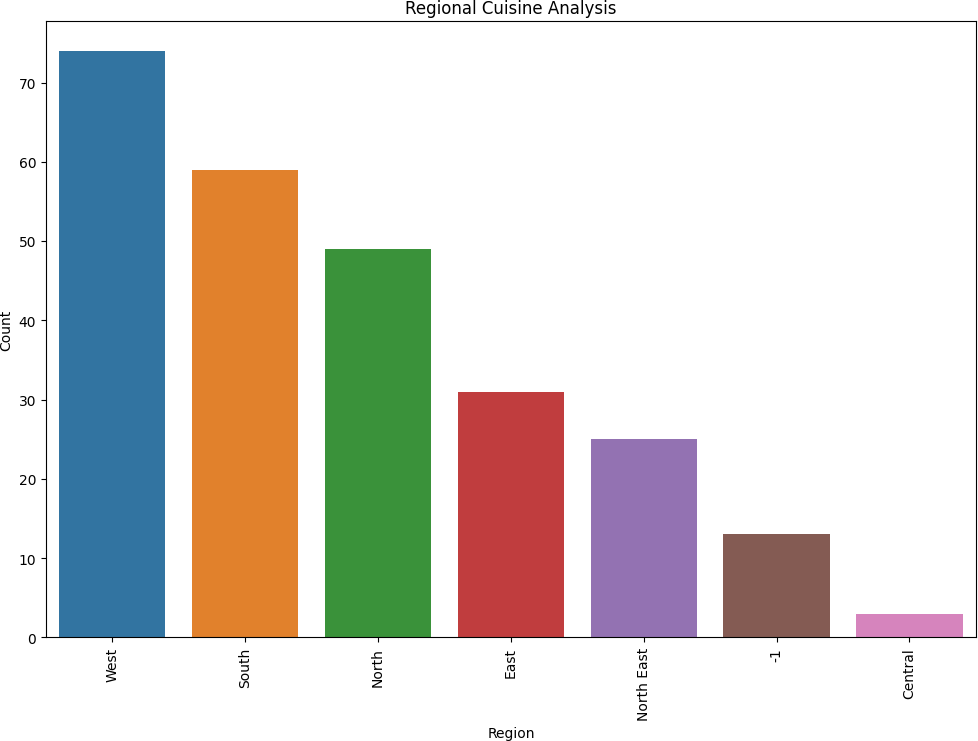 Regional Cuisine Analysis
Count
70
60
50
40
30
20
10
0
West
South
North
East
North East
-1
Central
Region